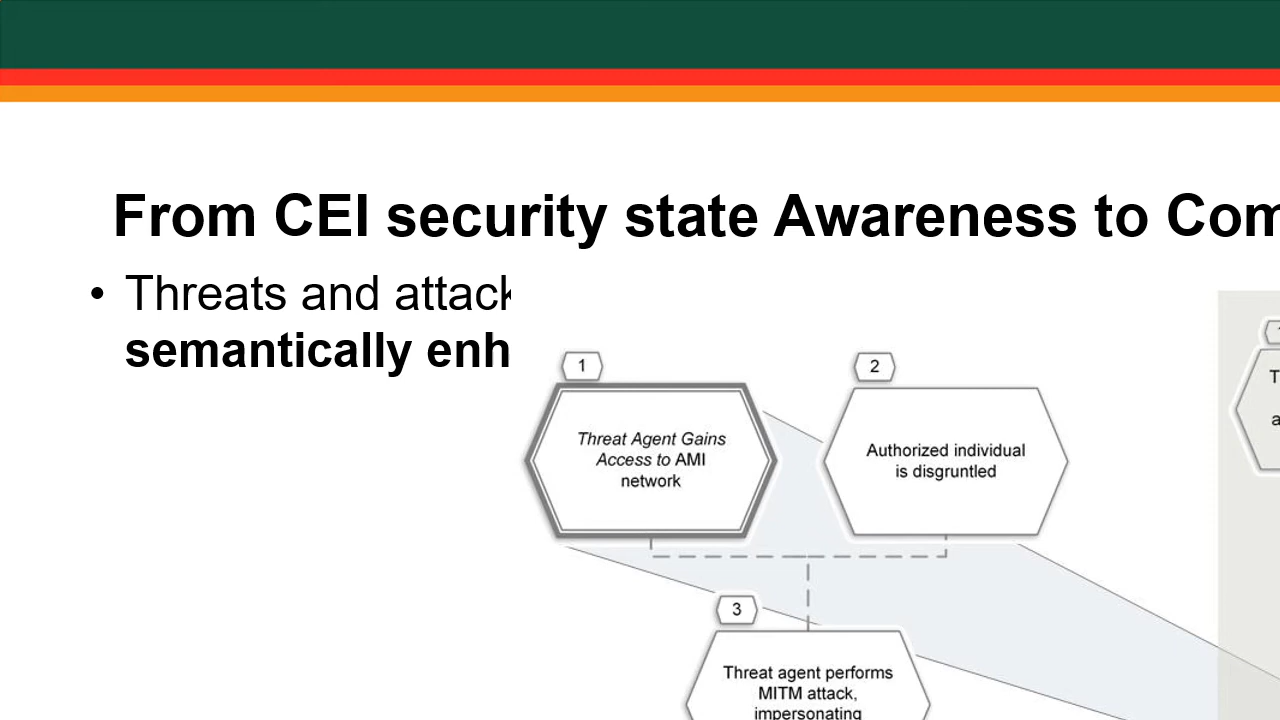 From CEI security state Awareness to Com
• Threats and attack
semantically enh
1
2
Threat Agent Gains
Access to AMI
network
Authorized individual
is disgruntled
3
Threat agent performs
MITM attack,
impersonating
T
a